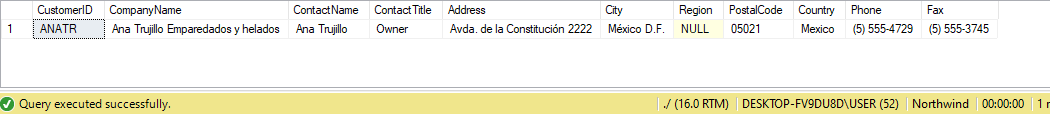 CustomerID CompanyName ContactName ContactTitle Address City Region PostalCode Country Phone Fax
1 ANATR Ana Trujillo Emparedados y helados Ana Trujillo Owner Avda. de la Constitución 2222 México D.F. NULL 05021 Mexico (5) 555-4729 (5) 555-3745
Query executed successfully. ./ (16.0 RTM) DESKTOP-FV9DU8D\USER (52) Northwind 00:00:00 1